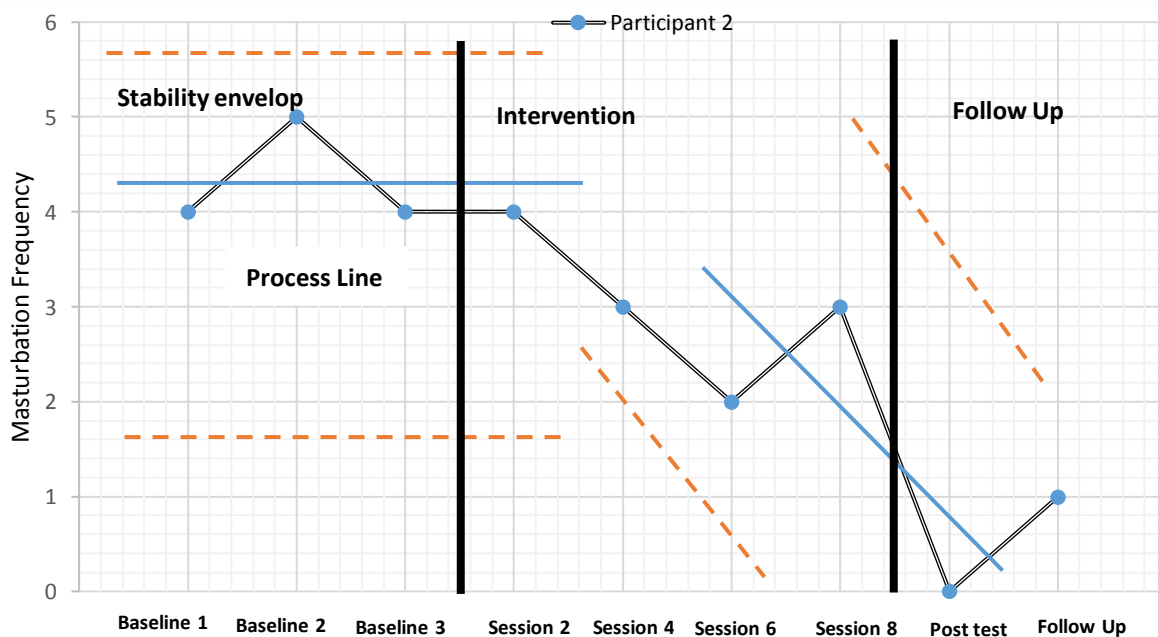 Participant 2
6
5
4
3
2
1
0
Masturbation Frequency
Stability envelop
Process Line
Intervention
Follow Up
Baseline 1
Baseline 2
Baseline 3
Session 2
Session 4
Session 6
Session 8
Post test
Follow Up